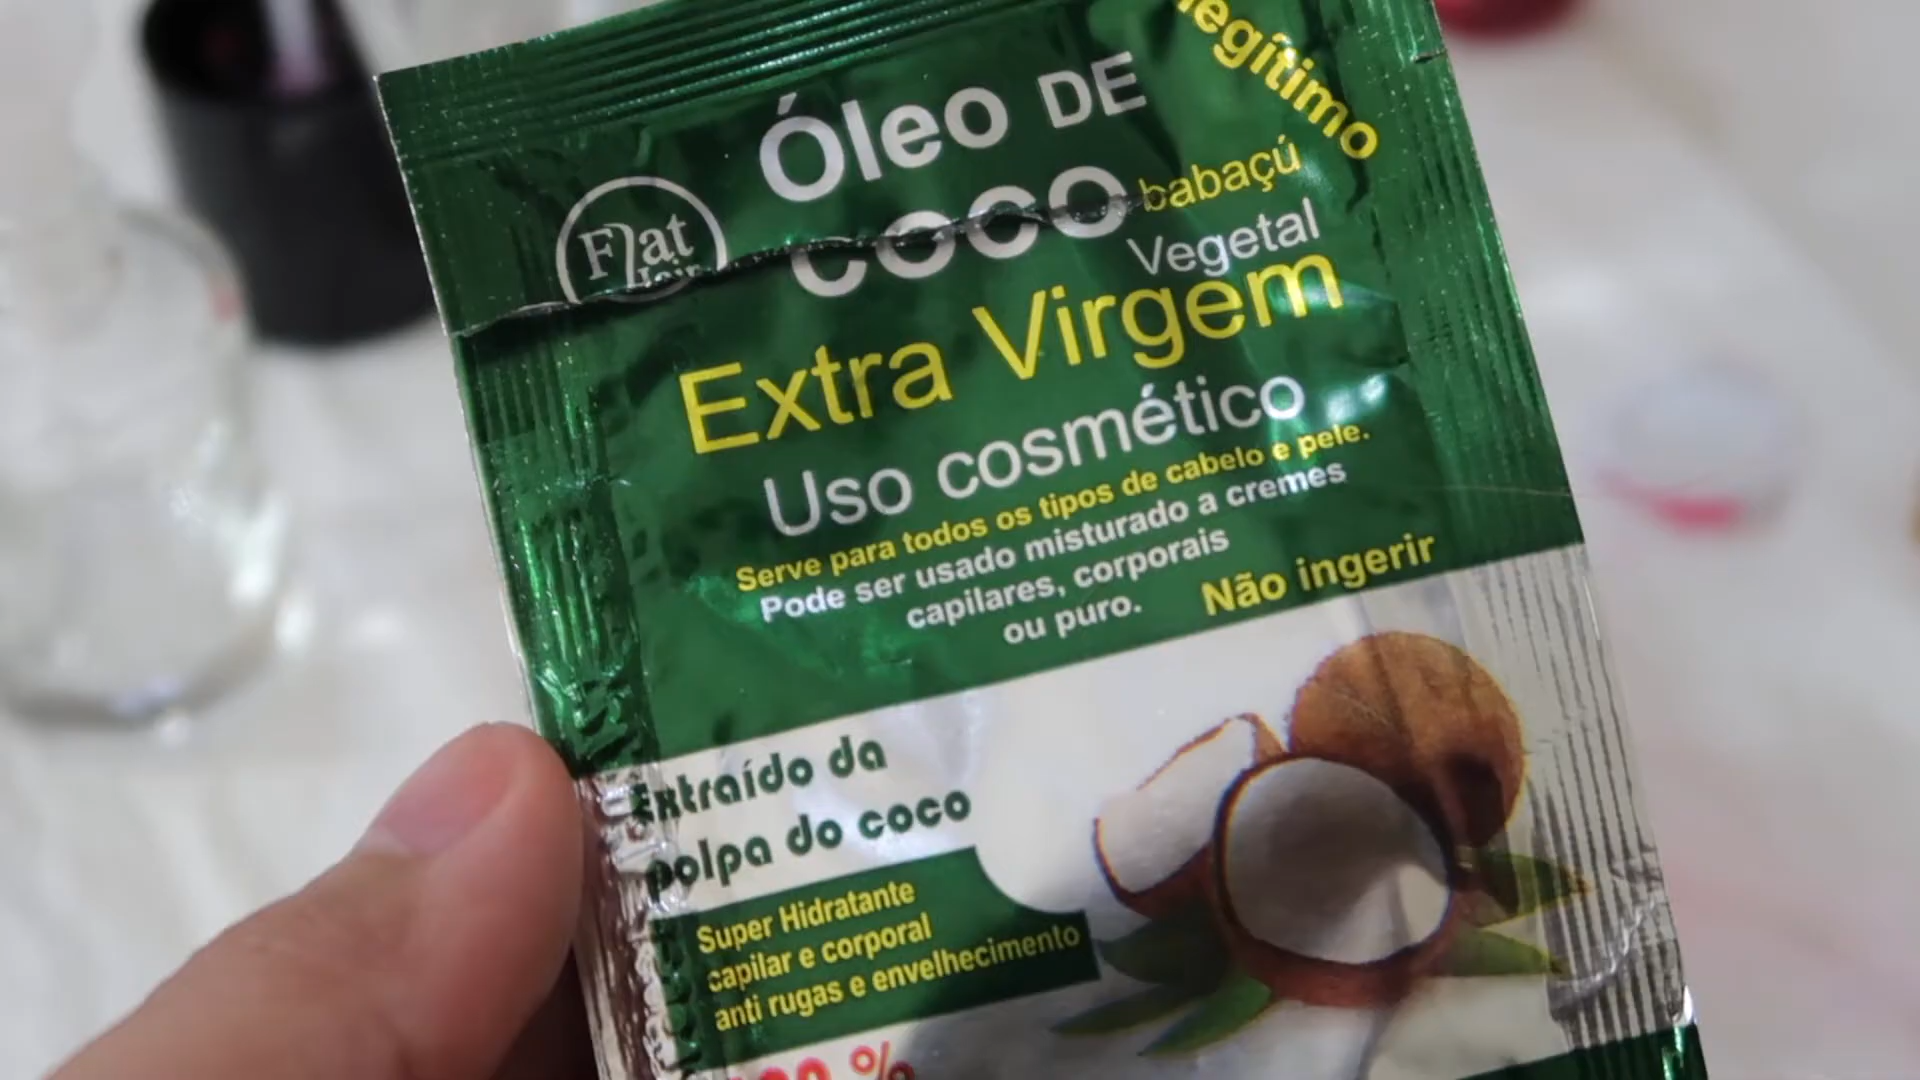 legítimo
Óleo DE
coco babaçú
Vegetal
Flat
Extra Virgem
Uso cosmético
Serve para todos os tipos de cabelo e pele.
Pode ser usado misturado a cremes
capilares, corporais
ou puro.
Não ingerir
Extraído da
polpa do coco
Super Hidratante
capilar e corporal
anti rugas e envelhecimento
%